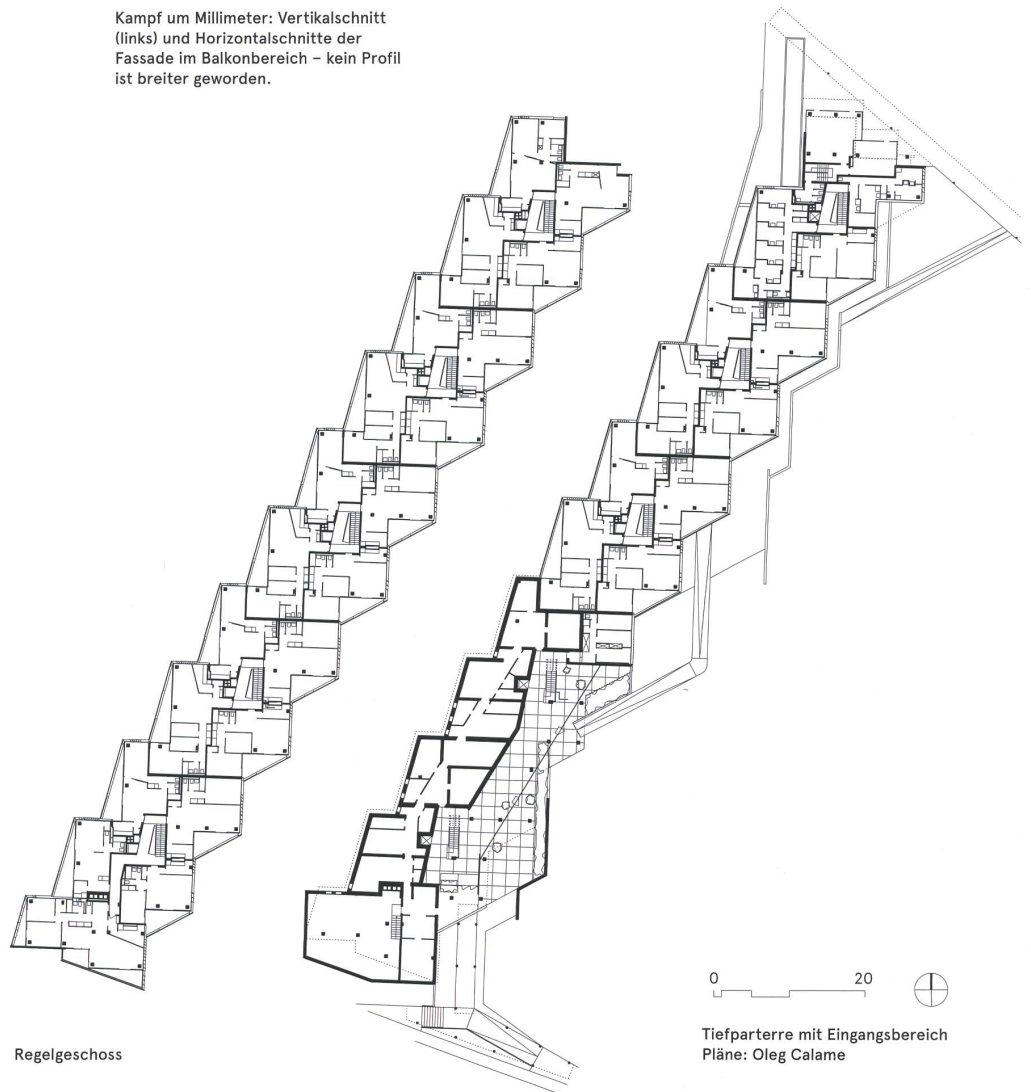 Kampf um Millimeter: Vertikalschnitt
(links) und Horizontalschnitte der
Fassade im Balkonbereich – kein Profil
ist breiter geworden.
0 20
Tiefparterre mit Eingangsbereich
Pläne: Oleg Calame
Regelgeschoss